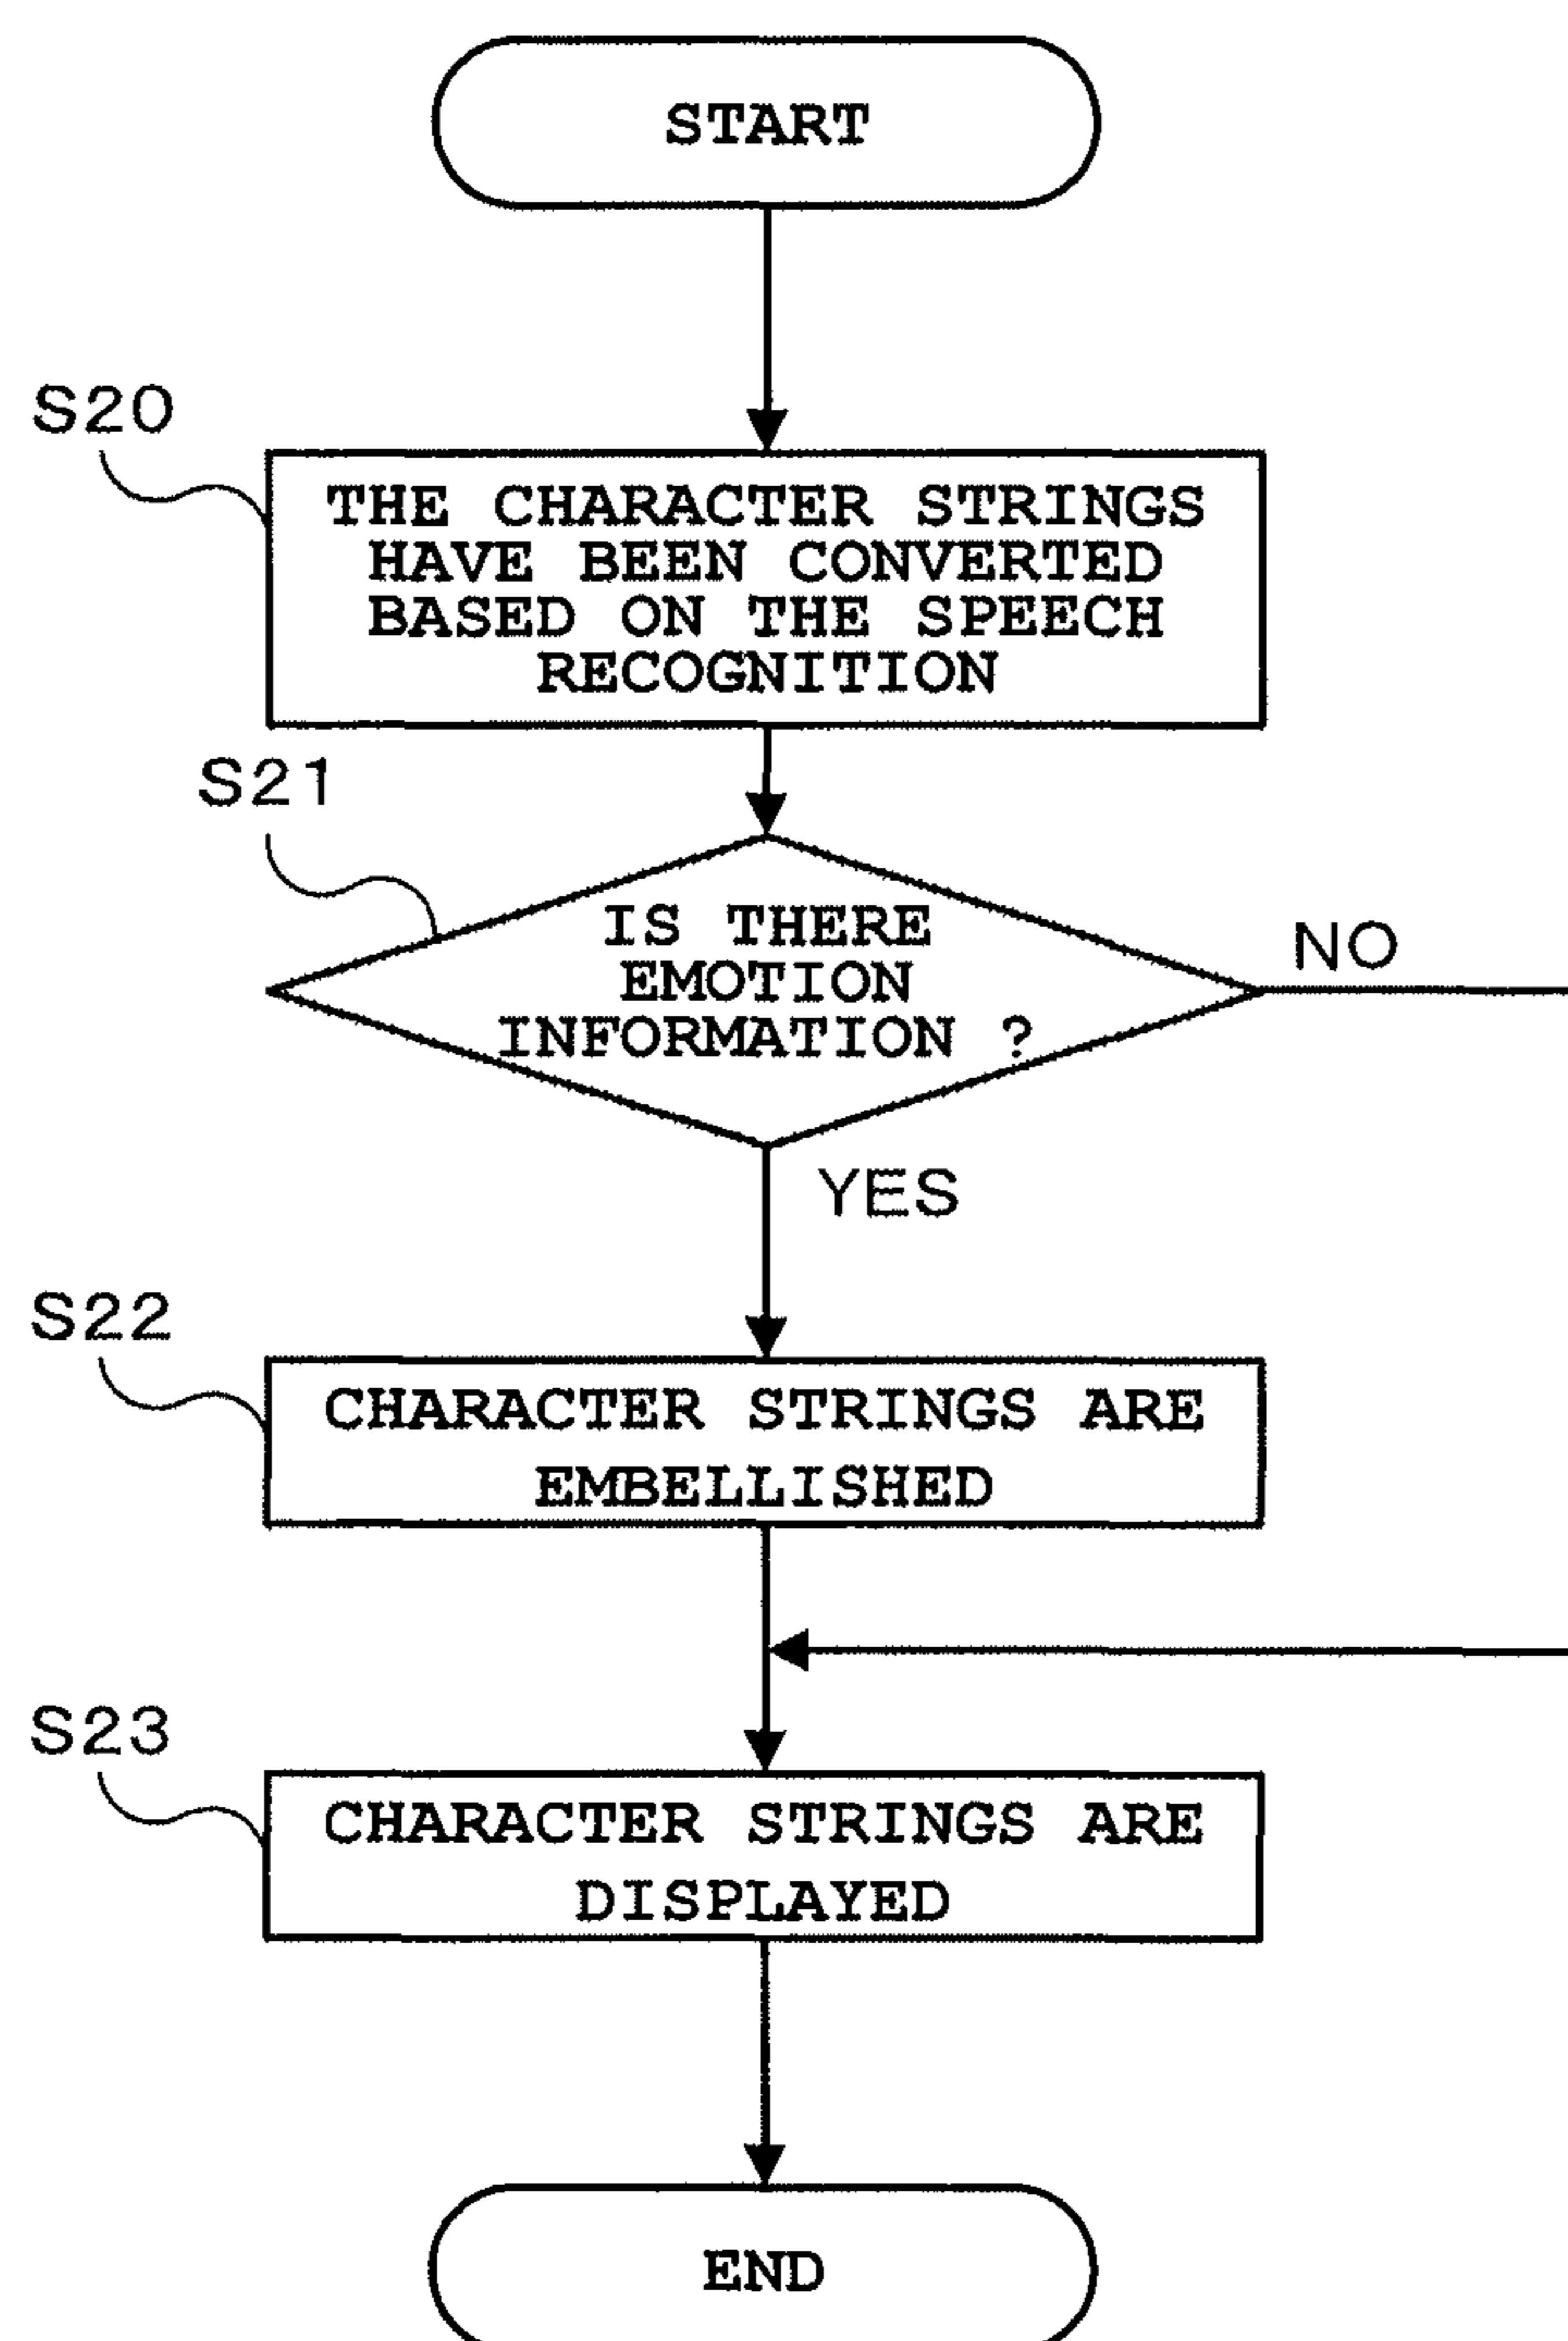 START
S20
THE CHARACTER STRINGS
HAVE BEEN CONVERTED
BASED ON THE SPEECH
RECOGNITION
S21
IS THERE
EMOTION
INFORMATION ?
NO
YES
S22
CHARACTER STRINGS ARE
EMBELLISHED
S23
CHARACTER STRINGS ARE
DISPLAYED
END